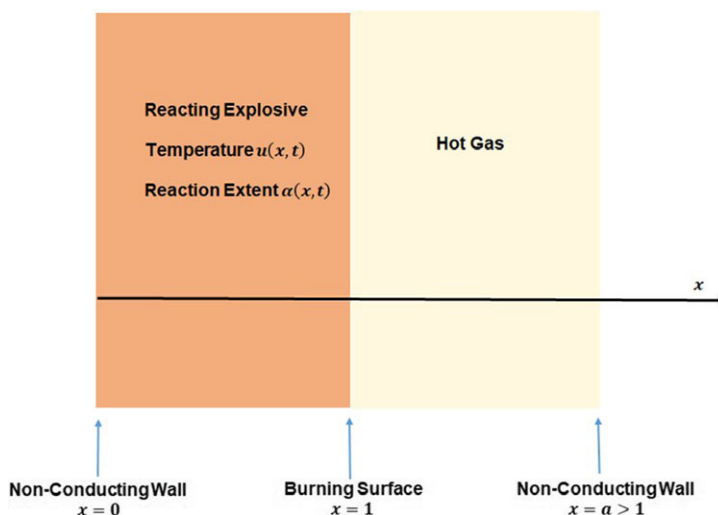 Reacting Explosive
Temperature u(x, t)
Reaction Extent α(x, t)
Hot Gas
x
Non-Conducting Wall
x = 0
Burning Surface
x = 1
Non-Conducting Wall
x = a > 1